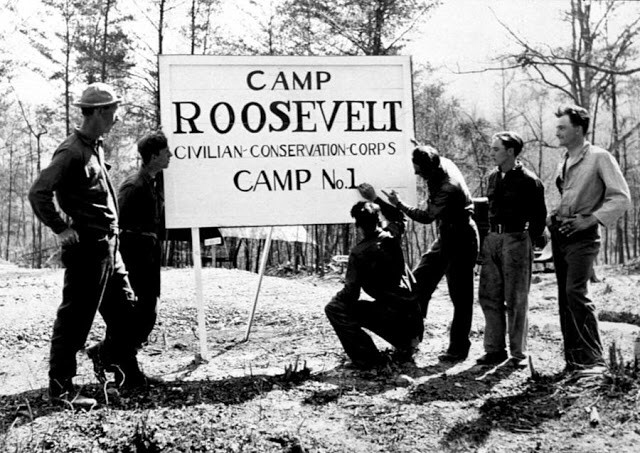 CAMP
ROOSEVELT
CIVILIAN-CONSERVATION-CORPS
CAMP No.1